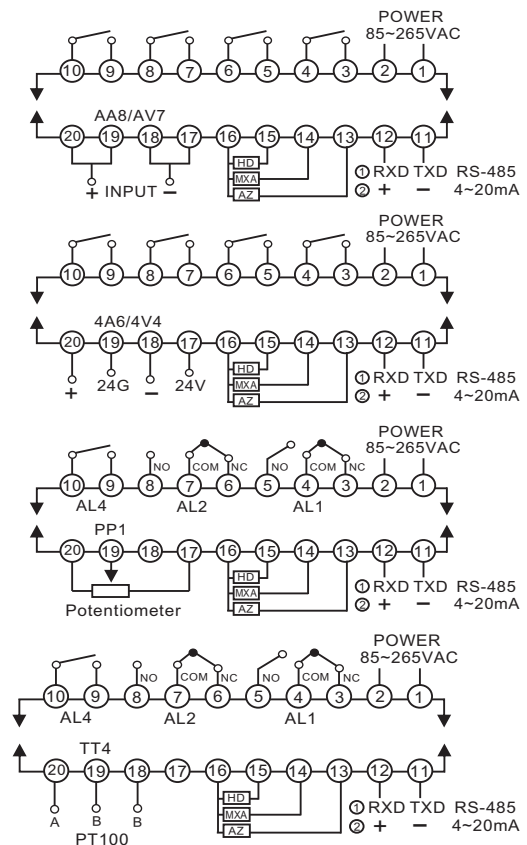 POWER
85~265VAC
10 9 8 7 6 5 4 3 2 1
AA8/AV7
20 19 18 17 16 15 14 13 12 11
HD
MXA
AZ
+ INPUT −
① RXD TXD RS-485
② + − 4~20mA
POWER
85~265VAC
10 9 8 7 6 5 4 3 2 1
4A6/4V4
20 19 18 17 16 15 14 13 12 11
HD
MXA
AZ
+ 24G − 24V
① RXD TXD RS-485
② + − 4~20mA
POWER
85~265VAC
NO COM NC NO COM NC
10 9 8 7 6 5 4 3 2 1
AL4 AL2 AL1
PP1
20 19 18 17 16 15 14 13 12 11
HD
MXA
AZ
Potentiometer
① RXD TXD RS-485
② + − 4~20mA
POWER
85~265VAC
NO COM NC NO COM NC
10 9 8 7 6 5 4 3 2 1
AL4 AL2 AL1
TT4
20 19 18 17 16 15 14 13 12 11
HD
MXA
AZ
A B B
PT100
① RXD TXD RS-485
② + − 4~20mA